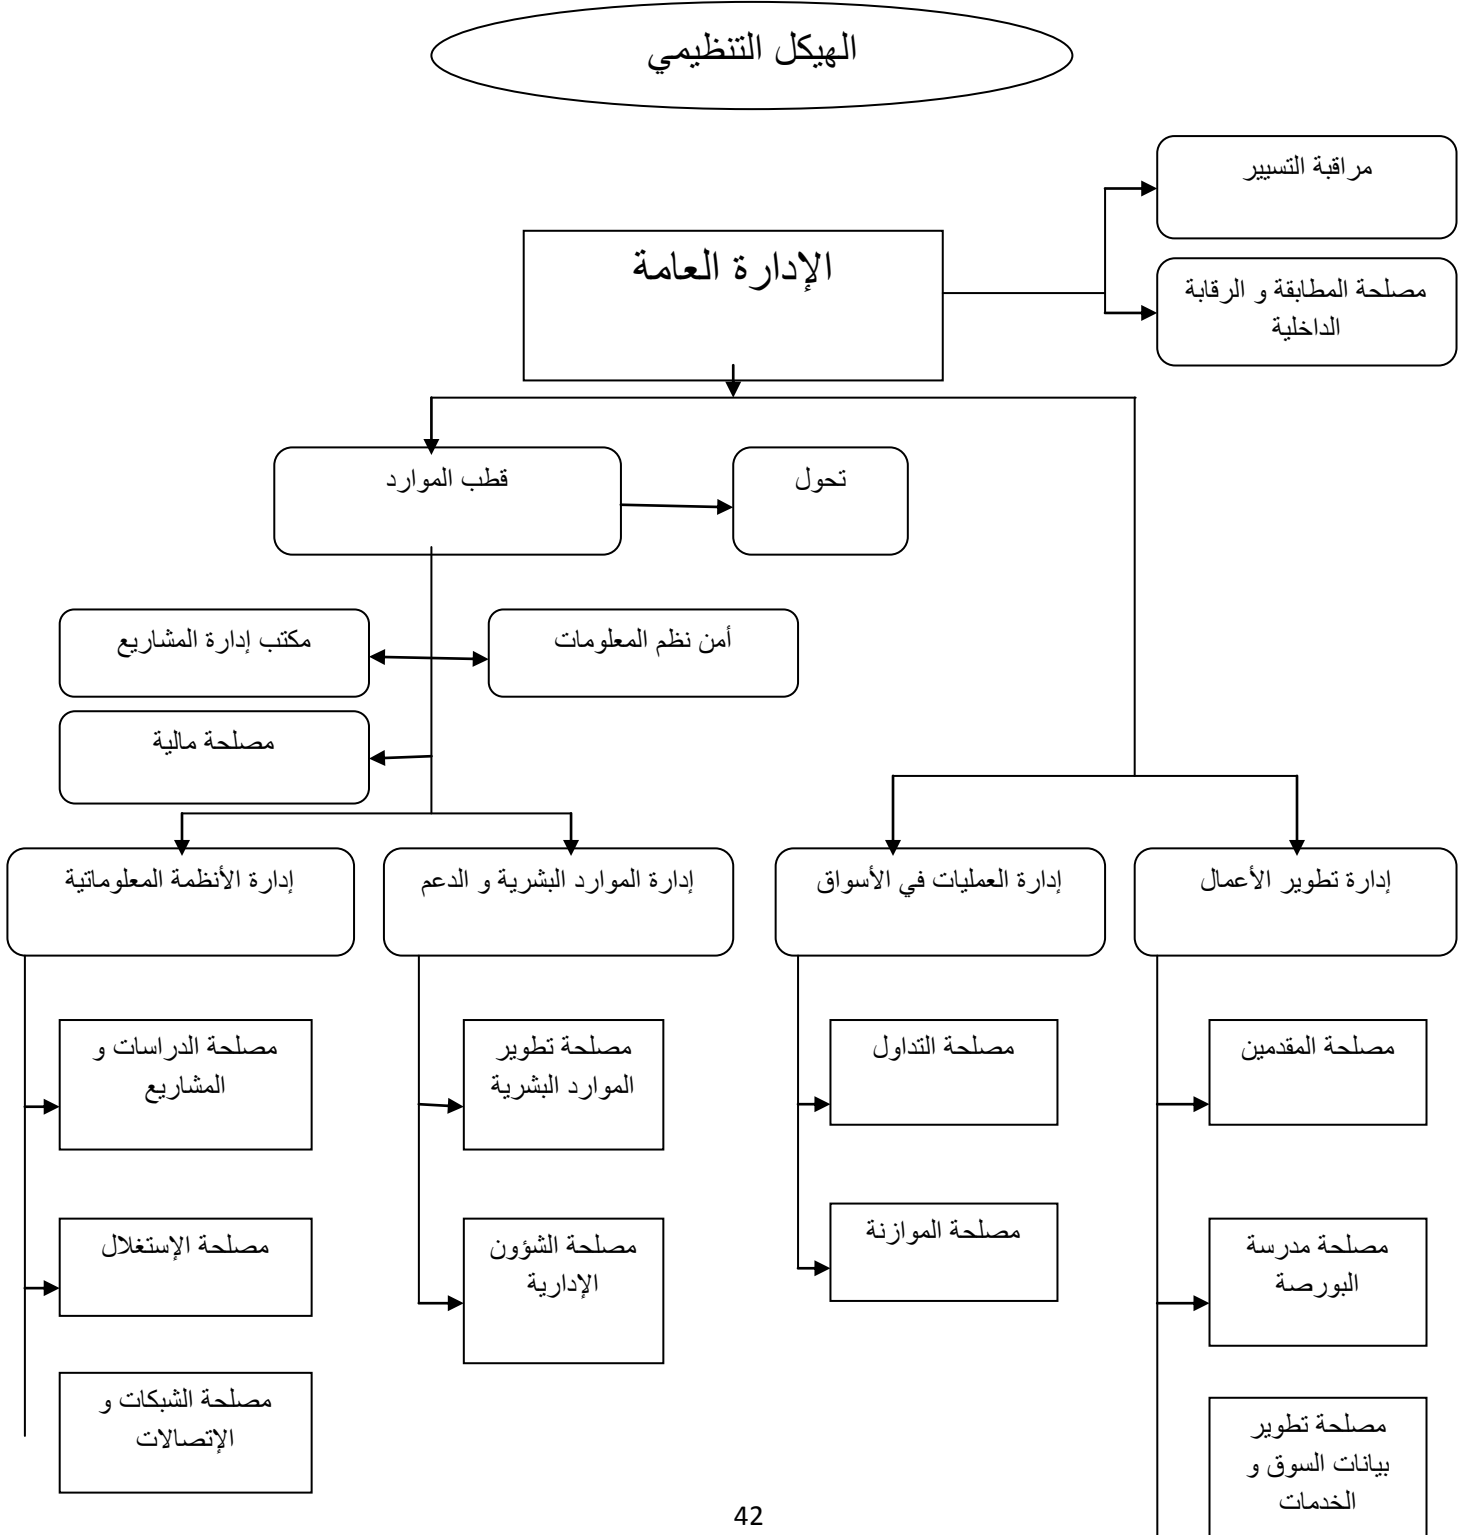 الهيكل التنظيمي
مراقبة التسيير
الإدارة العامة
مصلحة المطابقة و الرقابة
الداخلية
قطب الموارد
تحول
أمن نظم المعلومات
مكتب إدارة المشاريع
مصلحة مالية
إدارة تطوير الأعمال
إدارة العمليات في الأسواق
إدارة الموارد البشرية و الدعم
إدارة الأنظمة المعلوماتية
مصلحة المقدمين
مصلحة التداول
مصلحة تطوير
الموارد البشرية
مصلحة الدراسات و
المشاريع
مصلحة مدرسة
البورصة
مصلحة الموازنة
مصلحة الشؤون
الإدارية
مصلحة الإستغلال
مصلحة تطوير
بيانات السوق و
الخدمات
مصلحة الشبكات و
الإتصالات
42